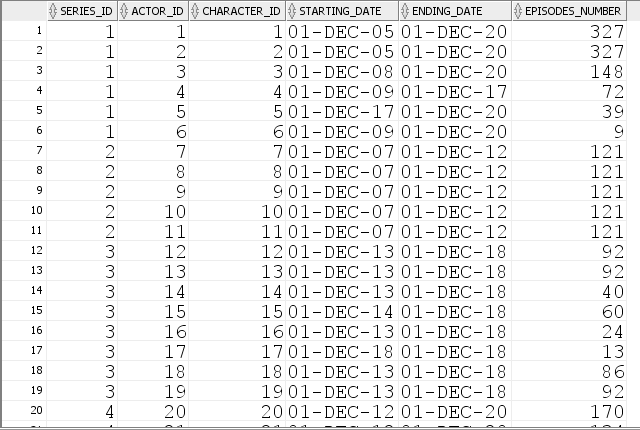 SERIES_ID ACTOR_ID CHARACTER_ID STARTING_DATE ENDING_DATE EPISODES_NUMBER
1 1 1 1 01-DEC-05 01-DEC-20 327
2 1 2 2 01-DEC-05 01-DEC-20 327
3 1 3 3 01-DEC-08 01-DEC-20 148
4 1 4 4 01-DEC-09 01-DEC-17 72
5 1 5 5 01-DEC-17 01-DEC-20 39
6 1 6 6 01-DEC-09 01-DEC-20 9
7 2 7 7 01-DEC-07 01-DEC-12 121
8 2 8 8 01-DEC-07 01-DEC-12 121
9 2 9 9 01-DEC-07 01-DEC-12 121
10 2 10 10 01-DEC-07 01-DEC-12 121
11 2 11 11 01-DEC-07 01-DEC-12 121
12 3 12 12 01-DEC-13 01-DEC-18 92
13 3 13 13 01-DEC-13 01-DEC-18 92
14 3 14 14 01-DEC-13 01-DEC-18 40
15 3 15 15 01-DEC-14 01-DEC-18 60
16 3 16 16 01-DEC-13 01-DEC-18 24
17 3 17 17 01-DEC-18 01-DEC-18 13
18 3 18 18 01-DEC-13 01-DEC-18 86
19 3 19 19 01-DEC-13 01-DEC-18 92
20 4 20 20 01-DEC-12 01-DEC-20 170